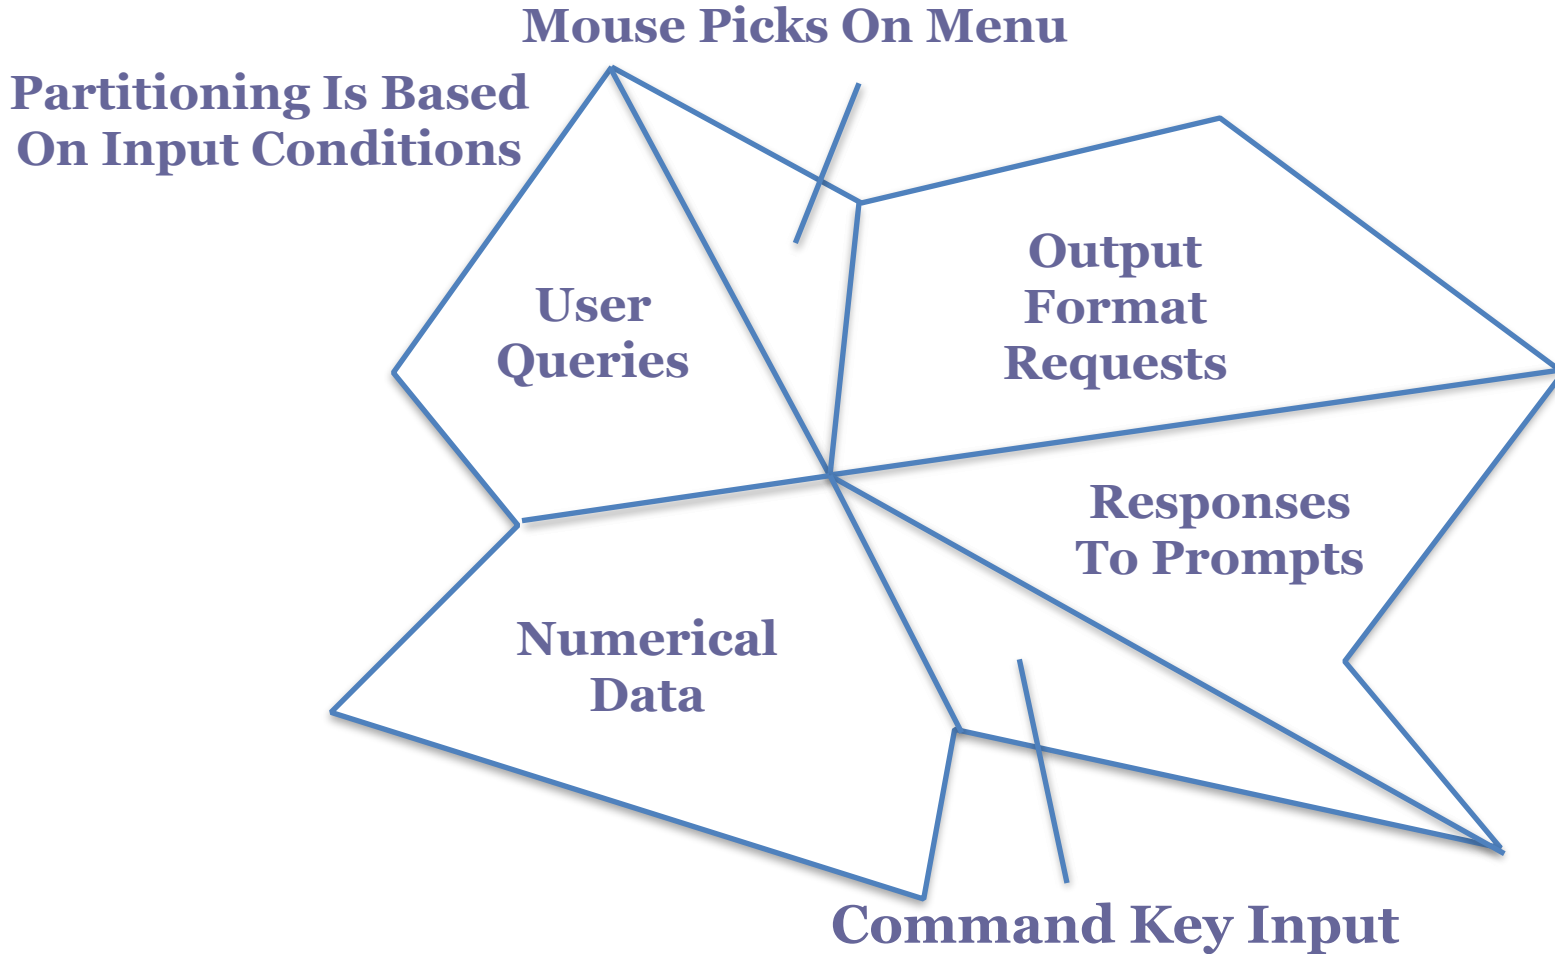 Mouse Picks On Menu
Partitioning Is Based
On Input Conditions
User
Queries
Output
Format
Requests
Responses
To Prompts
Numerical
Data
Command Key Input